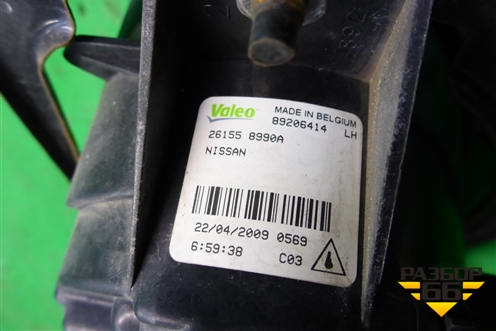 Valeo
MADE IN BELGIUM
89206414 LH
26155 8990A
NISSAN
22/04/2009 0569
6:59:38 C03
РАЗБОР
66